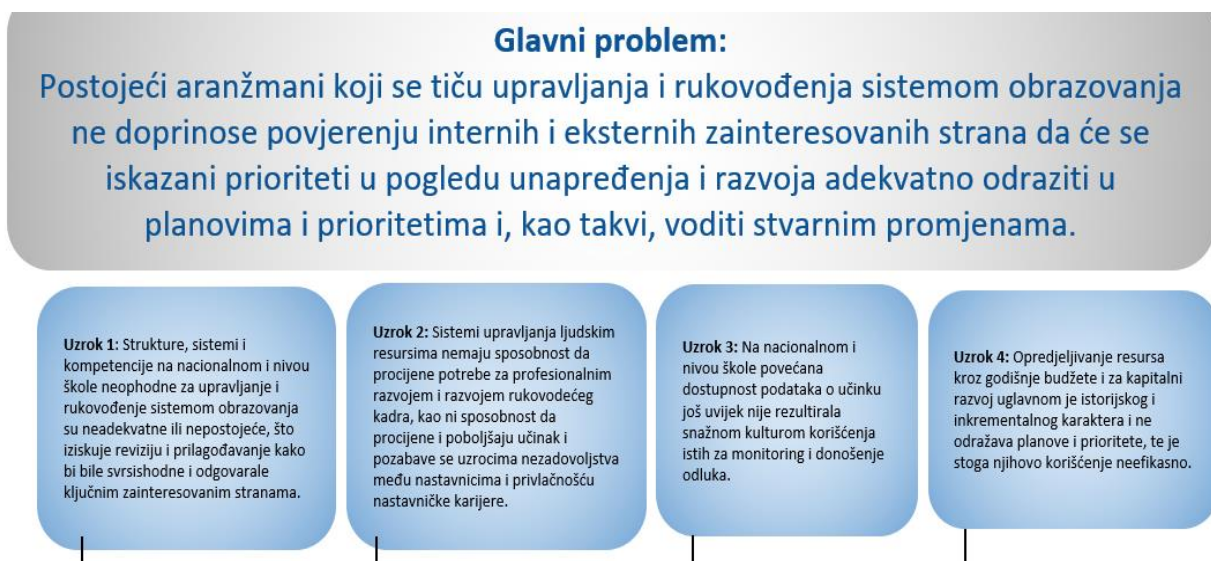 Glavni problem:
Postojeći aranžmani koji se tiču upravljanja i rukovođenja sistemom obrazovanja
ne doprinose povjerenju internih i eksternih zainteresovanih strana da će se
iskazani prioriteti u pogledu unapređenja i razvoja adekvatno odraziti u
planovima i prioritetima i, kao takvi, voditi stvarnim promjenama.
Uzrok 1: Strukture, sistemi i
kompetencije na nacionalnom i nivou
škole neophodne za upravljanje i
rukovođenje sistemom obrazovanja
su neadekvatne ili nepostojeće, što
iziskuje reviziju i prilagođavanje kako
bi bile svrsishodne i odgovarale
ključnim zainteresovanim stranama.
Uzrok 2: Sistemi upravljanja ljudskim
resursima nemaju sposobnost da
procijene potrebe za profesionalnim
razvojem i razvojem rukovodećeg
kadra, kao ni sposobnost da
procijene i poboljšaju učinak i
pozabave se uzrocima nezadovoljstva
među nastavnicima i privlačnošću
nastavničke karijere.
Uzrok 3: Na nacionalnom i
nivou škole povećana
dostupnost podataka o učinku
još uvijek nije rezultirala
snažnom kulturom korišćenja
istih za monitoring i donošenje
odluka.
Uzrok 4: Opredjeljivanje resursa
kroz godišnje budžete i za kapitalni
razvoj uglavnom je istorijskog i
inkrementalnog karaktera i ne
odražava planove i prioritete, te je
stoga njihovo korišćenje neefikasno.